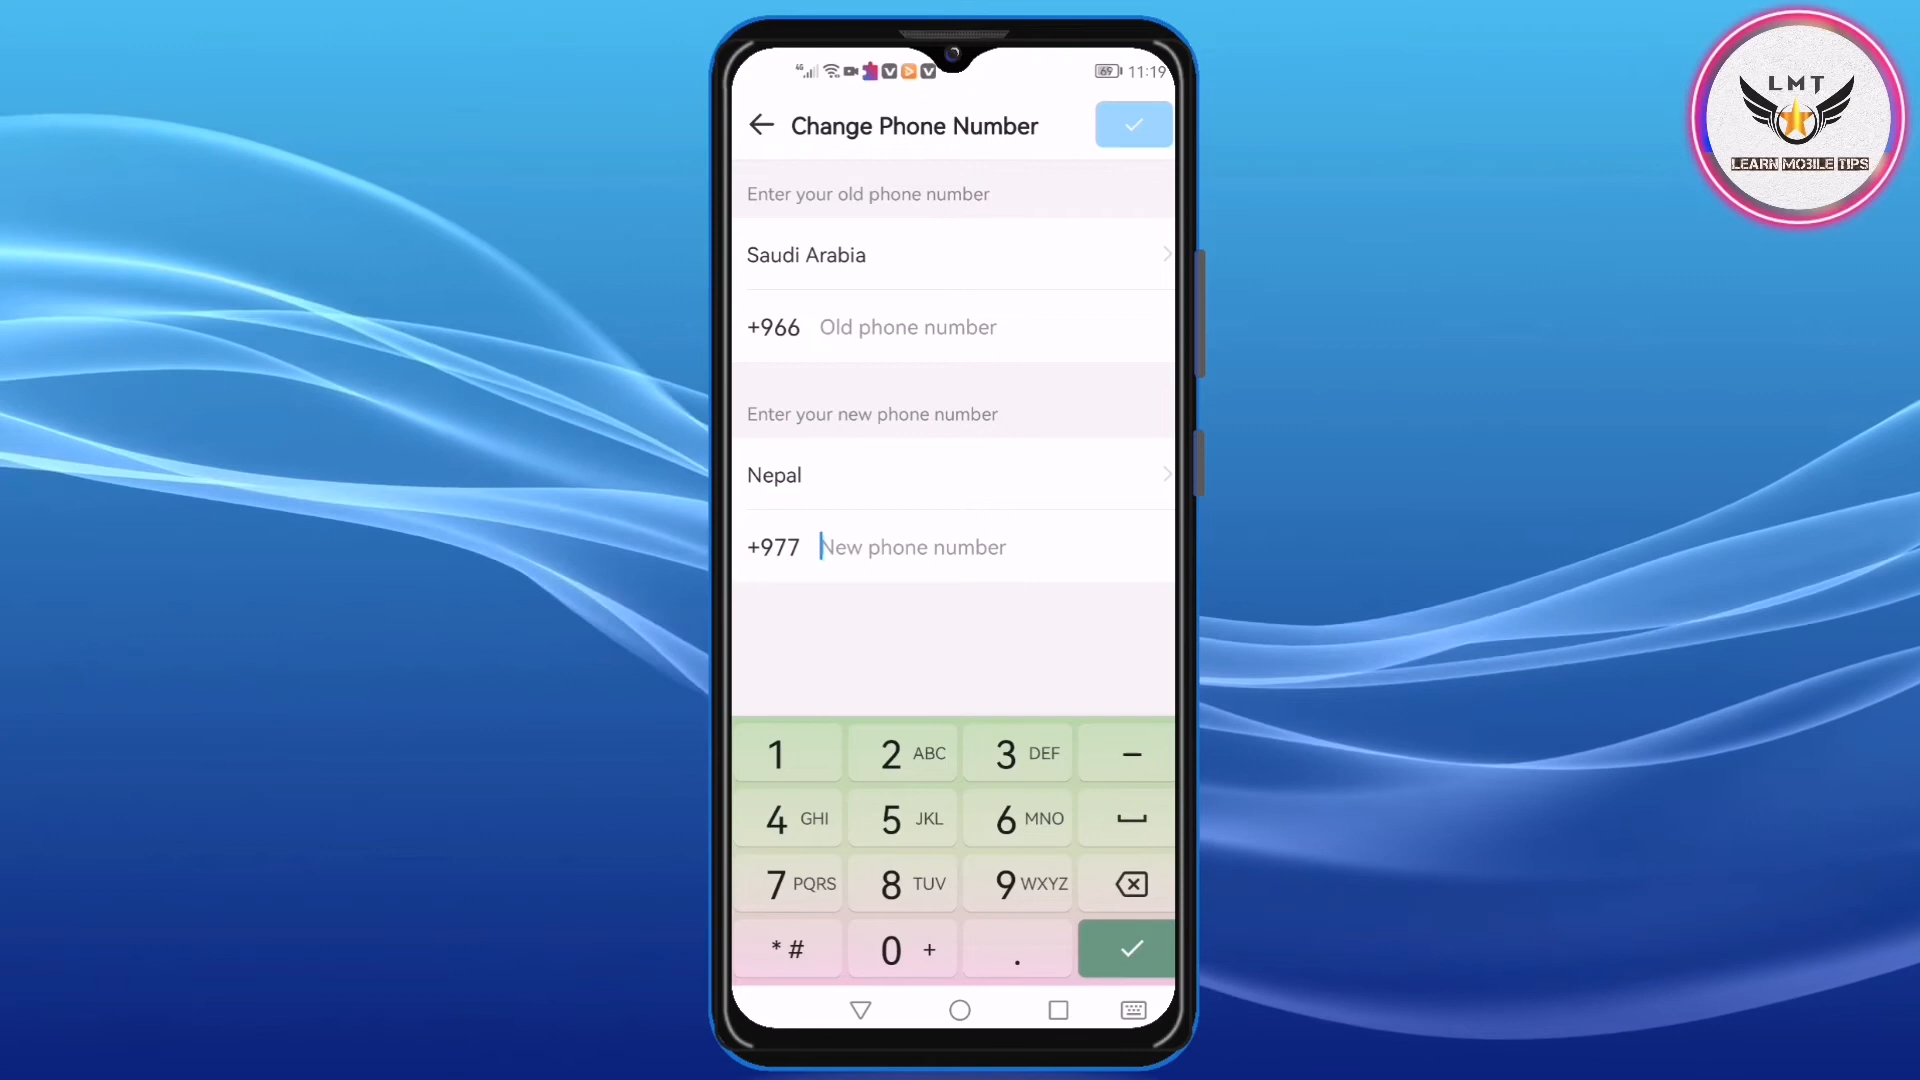 4G
69 11:19
LMT
LEARN MOBILE TIPS
Change Phone Number
Enter your old phone number
Saudi Arabia
+966 Old phone number
Enter your new phone number
Nepal
+977 New phone number
1 2 ABC 3 DEF –
4 GHI 5 JKL 6 MNO
7 PQRS 8 TUV 9 WXYZ
* # 0 + .